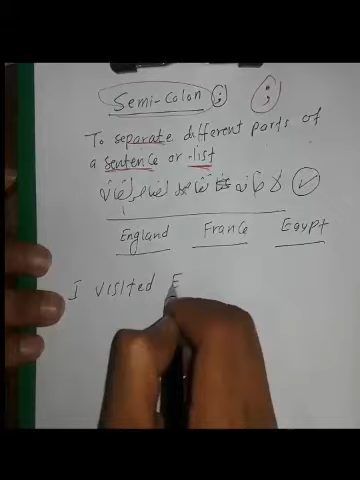 Semi-Colon ; ;
To separate different parts of
a sentence or list
England France Egypt
I visited E